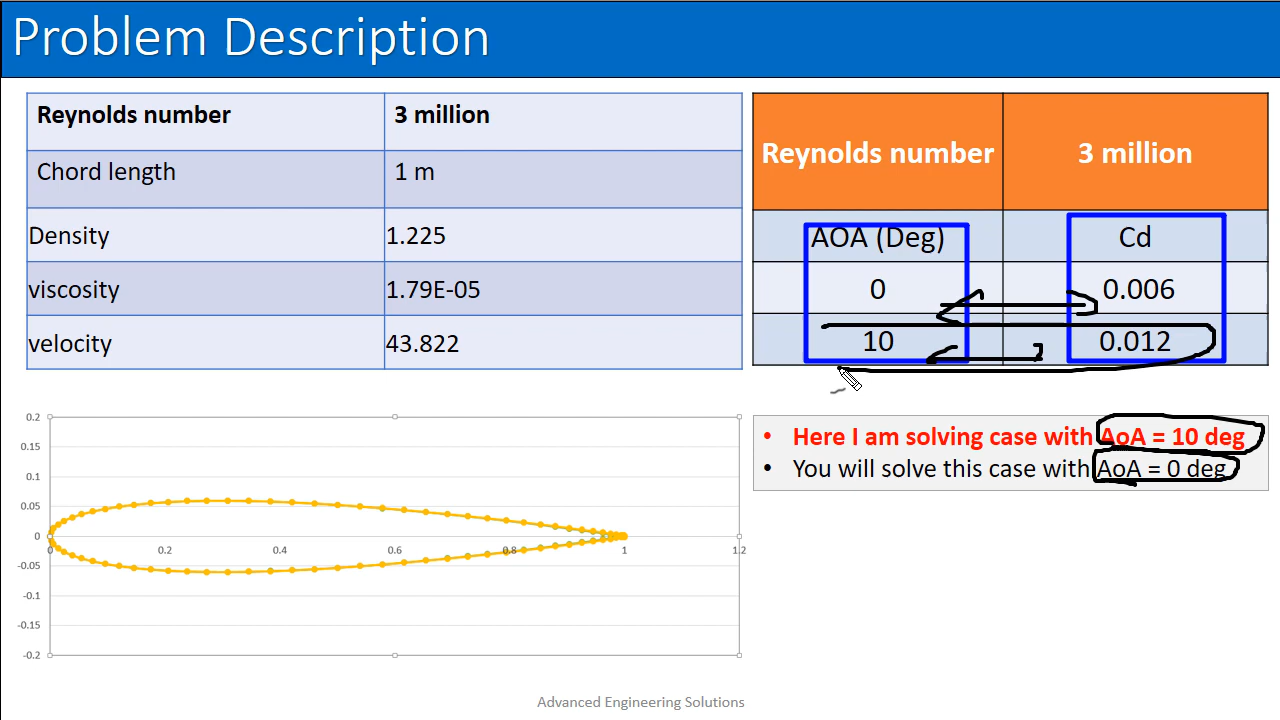 Problem Description
Reynolds number 3 million
Chord length 1 m
Density 1.225
viscosity 1.79E-05
velocity 43.822
Reynolds number 3 million
AOA (Deg) Cd
0 0.006
10 0.012
• Here I am solving case with AoA = 10 deg
• You will solve this case with AoA = 0 deg
0.2
0.15
0.1
0.05
0
-0.05
-0.1
-0.15
-0.2
0 0.2 0.4 0.6 0.8 1 1.2
Advanced Engineering Solutions